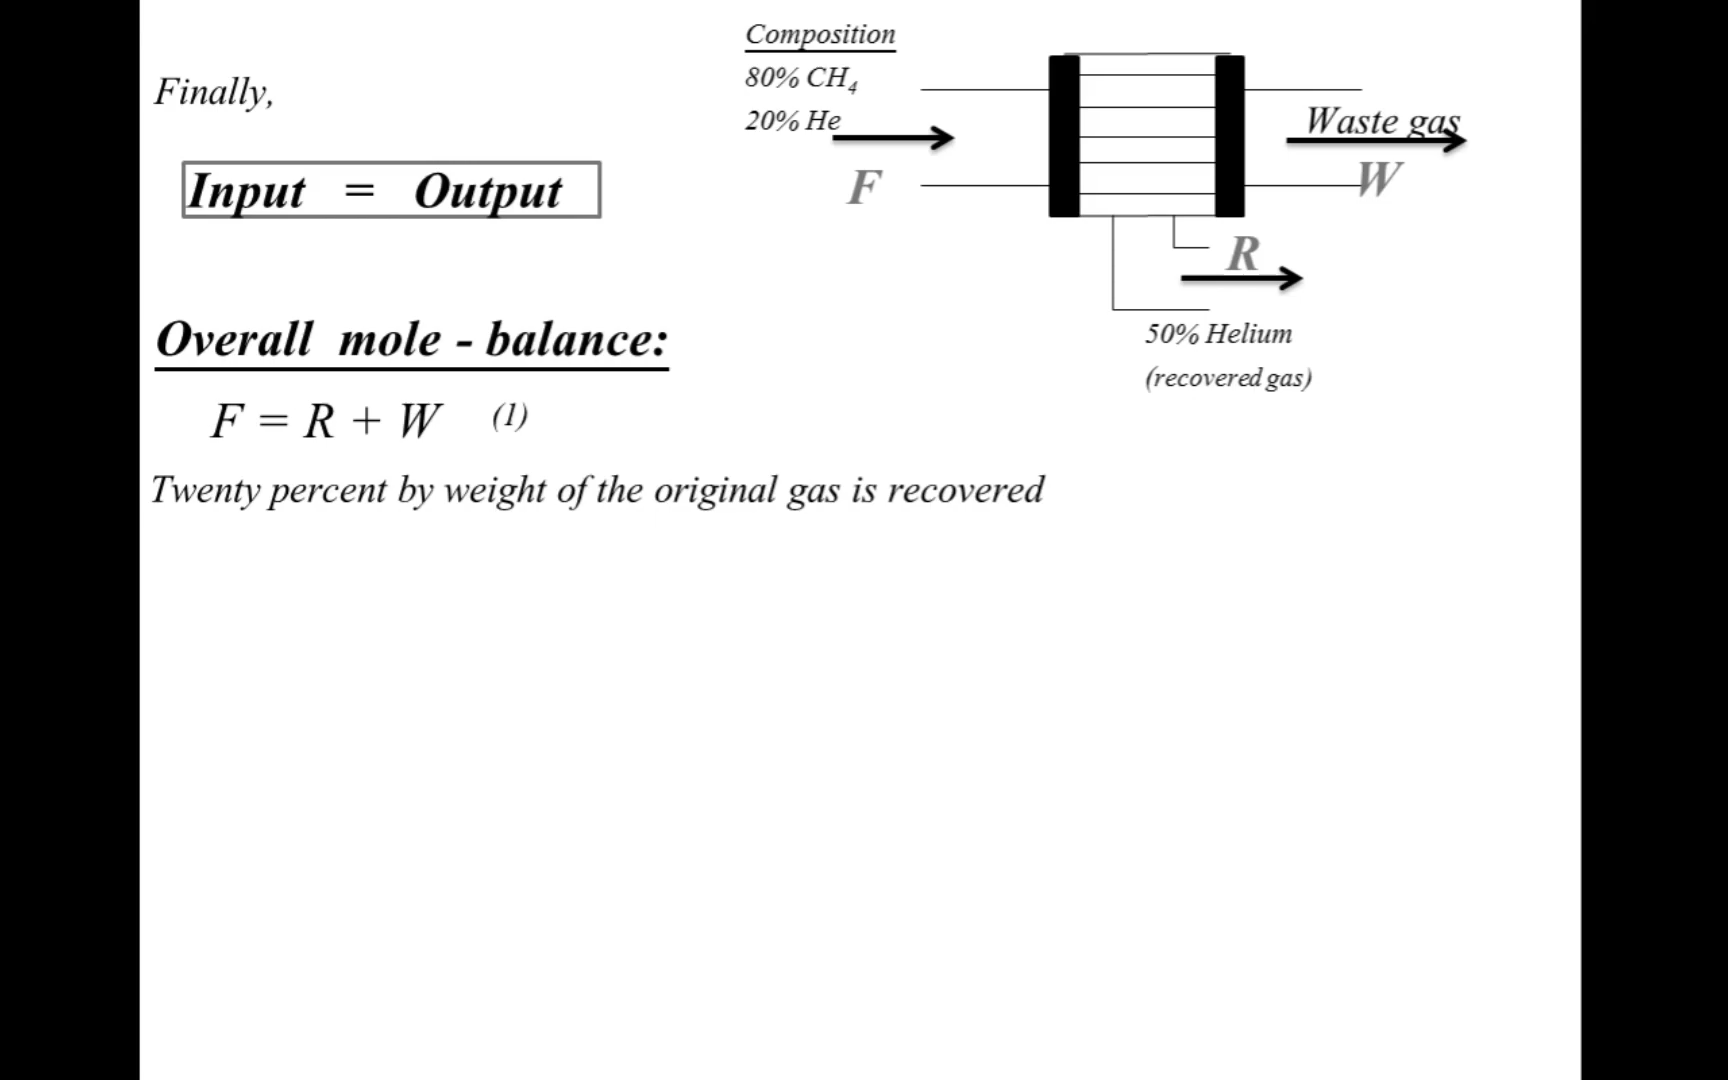 Finally,
Input = Output
Composition
80% CH₄
20% He
F
Waste gas
W
R
50% Helium
(recovered gas)
Overall mole - balance:
F = R + W (1)
Twenty percent by weight of the original gas is recovered